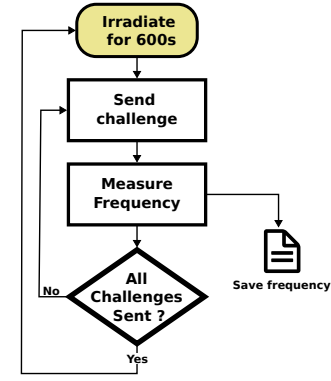 Irradiate
for 600s
Send
challenge
Measure
Frequency
Save frequency
All
Challenges
Sent ?
No
Yes